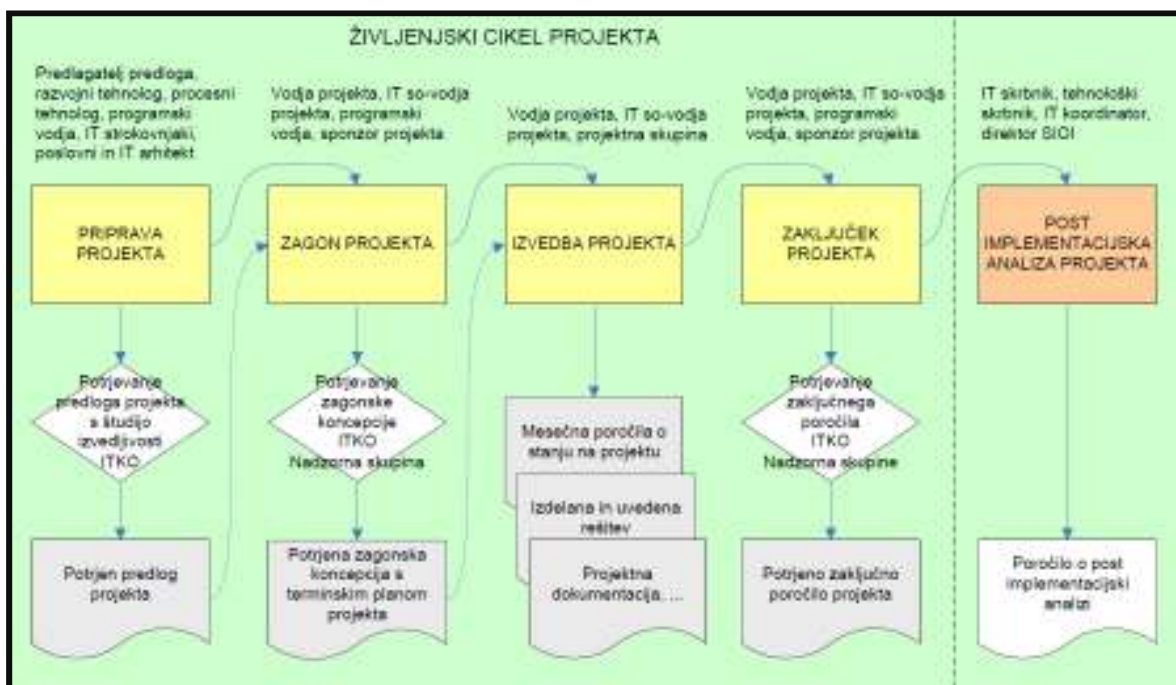 ŽIVLJENJSKI CIKEL PROJEKTA
Predlagatelj predloga,
razvojni tehnolog, procesni
tehnolog, programski
vodja, IT strokovnjaki,
poslovni in IT arhitekt
Vodja projekta, IT so-vodja
projekta, programski
vodja, sponzor projekta
Vodja projekta, IT so-vodja
projekta, projektna skupina
Vodja projekta, IT so-vodja
projekta, programski
vodja, sponzor projekta
IT skrbnik, tehnološki
skrbnik, IT koordinator,
direktor SICI
PRIPRAVA
PROJEKTA
ZAGON PROJEKTA
IZVEDBA PROJEKTA
ZAKLJUČEK
PROJEKTA
POST
IMPLEMENTACIJSKA
ANALIZA PROJEKTA
Potrjevanje
predloga projekta
s študijo
izvedljivosti
ITKO
Potrjevanje
zagonske
koncepcije
ITKO
Nadzorna skupina
Mesečna poročila o
stanju na projektu
Izdelana in uvedena
rešitev
Projektna
dokumentacija, ...
Potrjevanje
zaključnega
poročila
ITKO
Nadzorna skupine
Potrjen predlog
projekta
Potrjena zagonska
koncepcija s
terminskim planom
projekta
Potrjeno zaključno
poročilo projekta
Poročilo o post
implementacijski
analizi